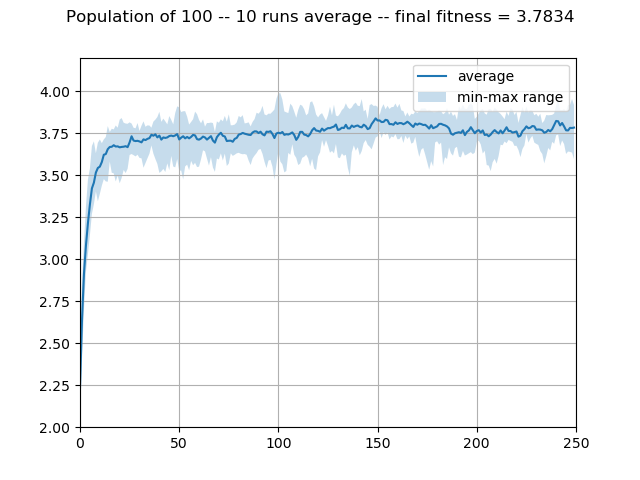 Population of 100 -- 10 runs average -- final fitness = 3.7834
average
min-max range
4.00
3.75
3.50
3.25
3.00
2.75
2.50
2.25
2.00
0 50 100 150 200 250